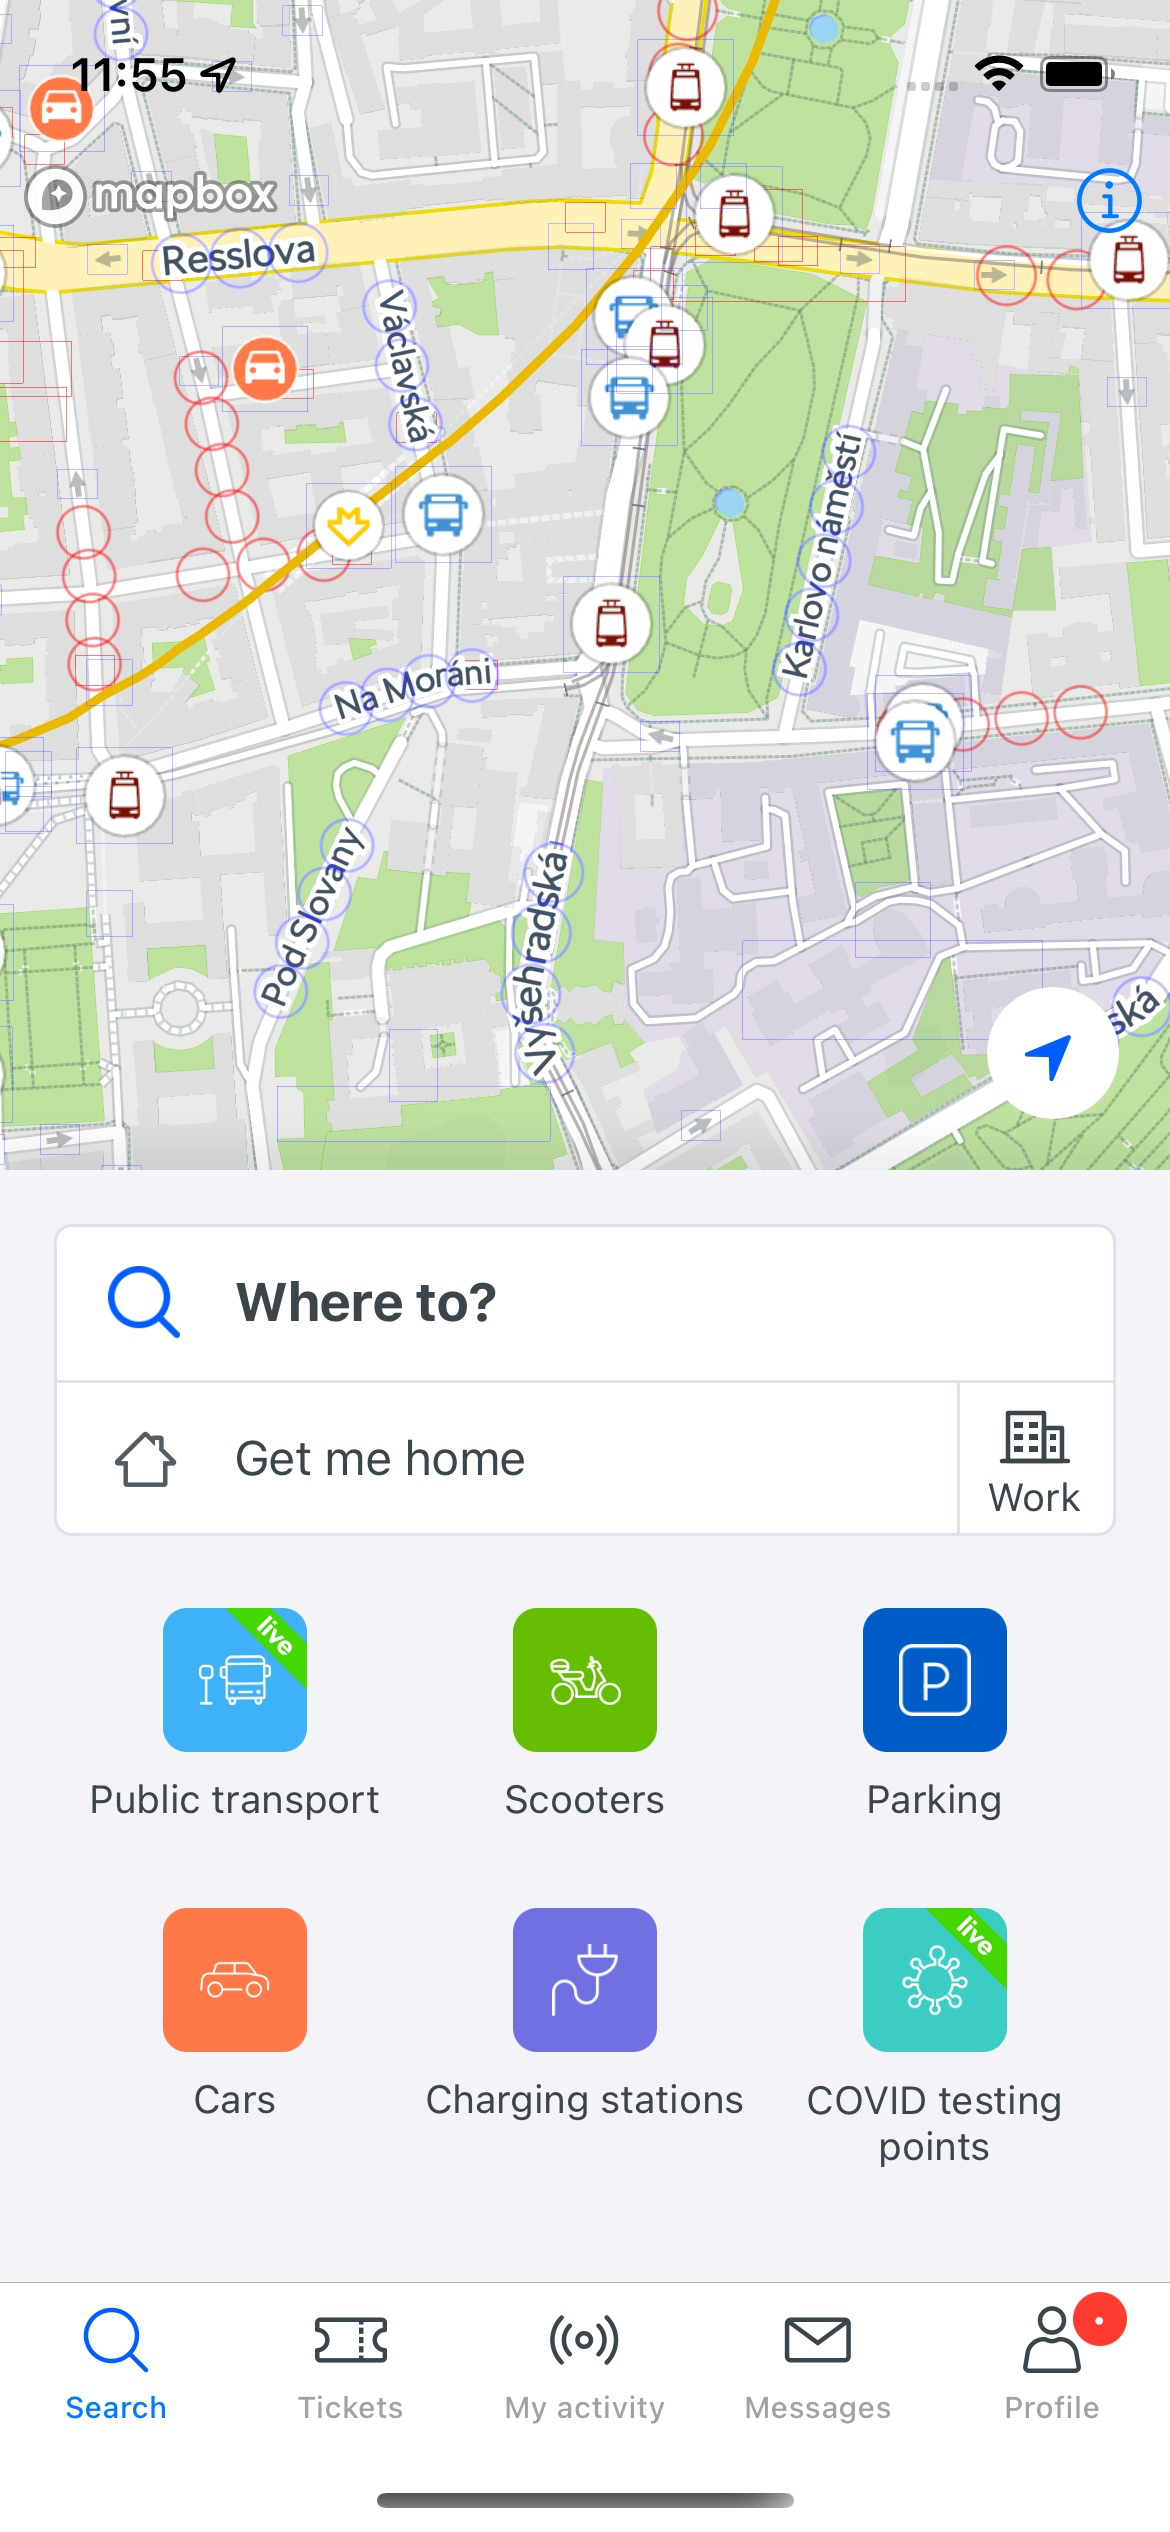 vní
11:55
mapbox
Resslova
Václavská
Karlovo náměstí
Na Moráni
Pod Slovany
Vyšehradská
ská
Where to?
Get me home
Work
live
P
Public transport
Scooters
Parking
live
Cars
Charging stations
COVID testing
points
Search
Tickets
My activity
Messages
Profile